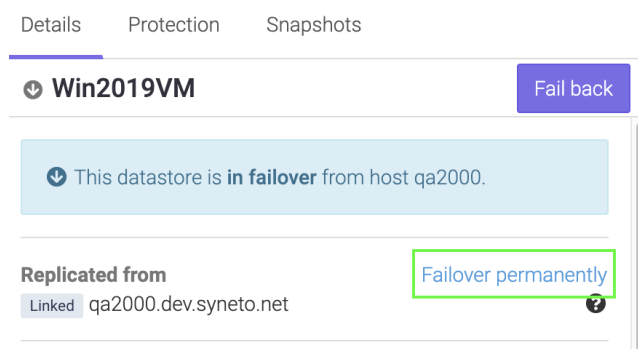 Details Protection Snapshots
Win2019VM Fail back
This datastore is in failover from host qa2000.
Replicated from Failover permanently
Linked qa2000.dev.syneto.net ?